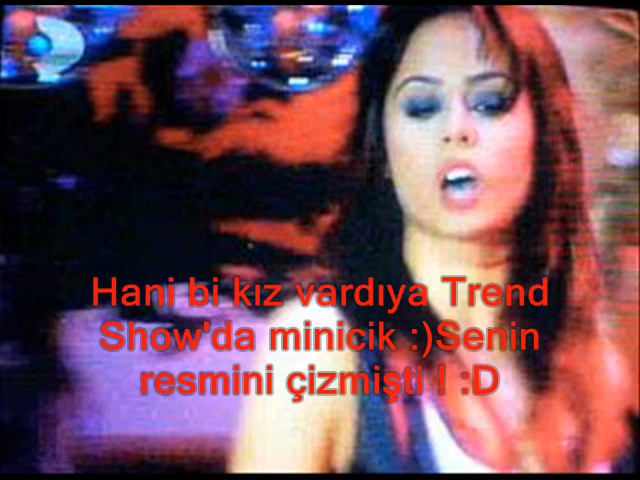 Hani bi kız vardıya Trend
Show'da minicik :)Senin
resmini çizmişti ! :D